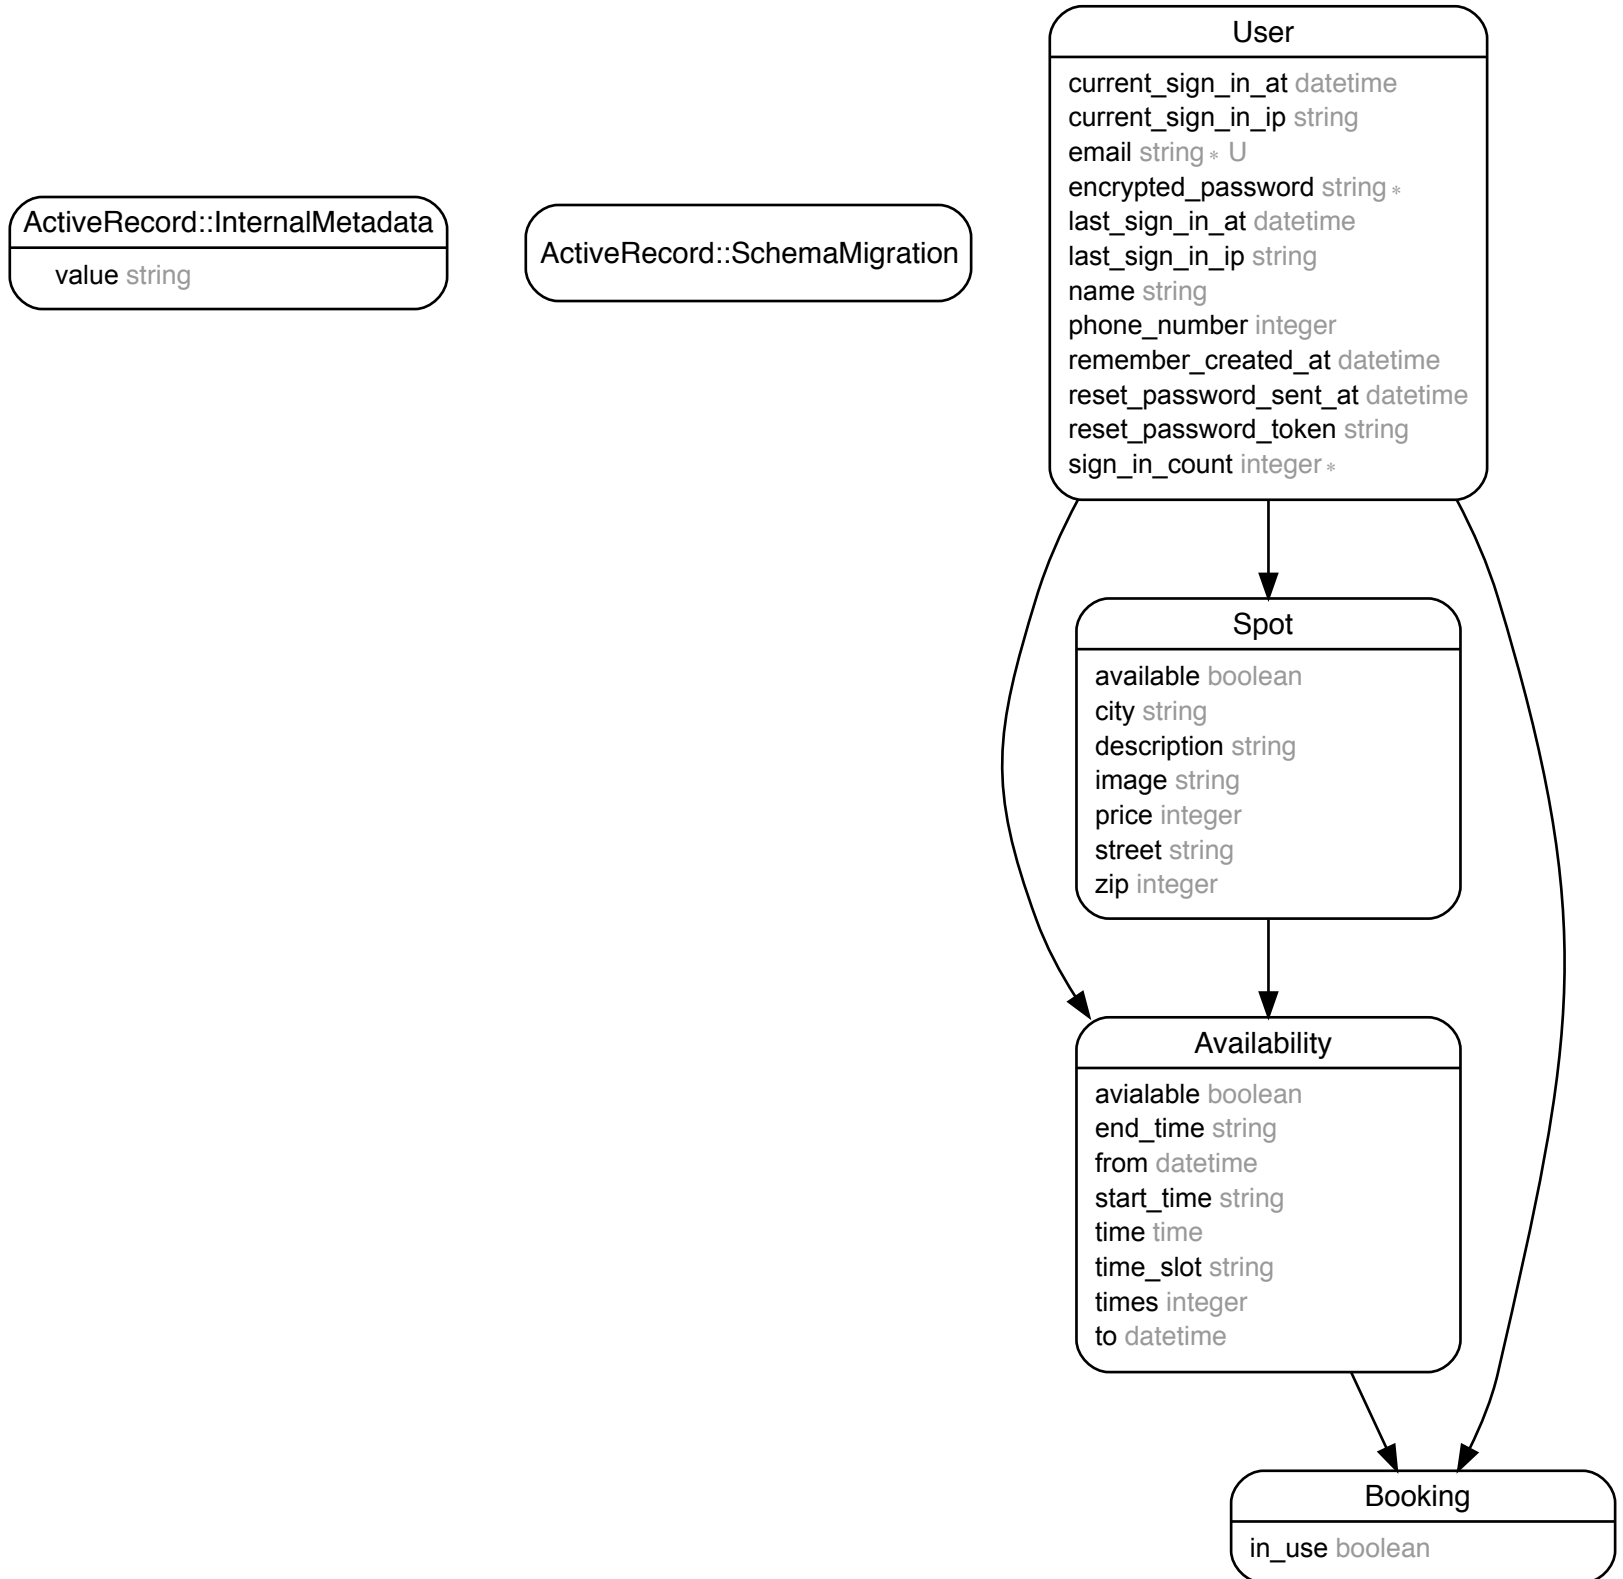 User
current_sign_in_at datetime
current_sign_in_ip string
email string * U
encrypted_password string *
last_sign_in_at datetime
last_sign_in_ip string
name string
phone_number integer
remember_created_at datetime
reset_password_sent_at datetime
reset_password_token string
sign_in_count integer *
ActiveRecord::InternalMetadata
value string
ActiveRecord::SchemaMigration
Spot
available boolean
city string
description string
image string
price integer
street string
zip integer
Availability
avialable boolean
end_time string
from datetime
start_time string
time time
time_slot string
times integer
to datetime
Booking
in_use boolean